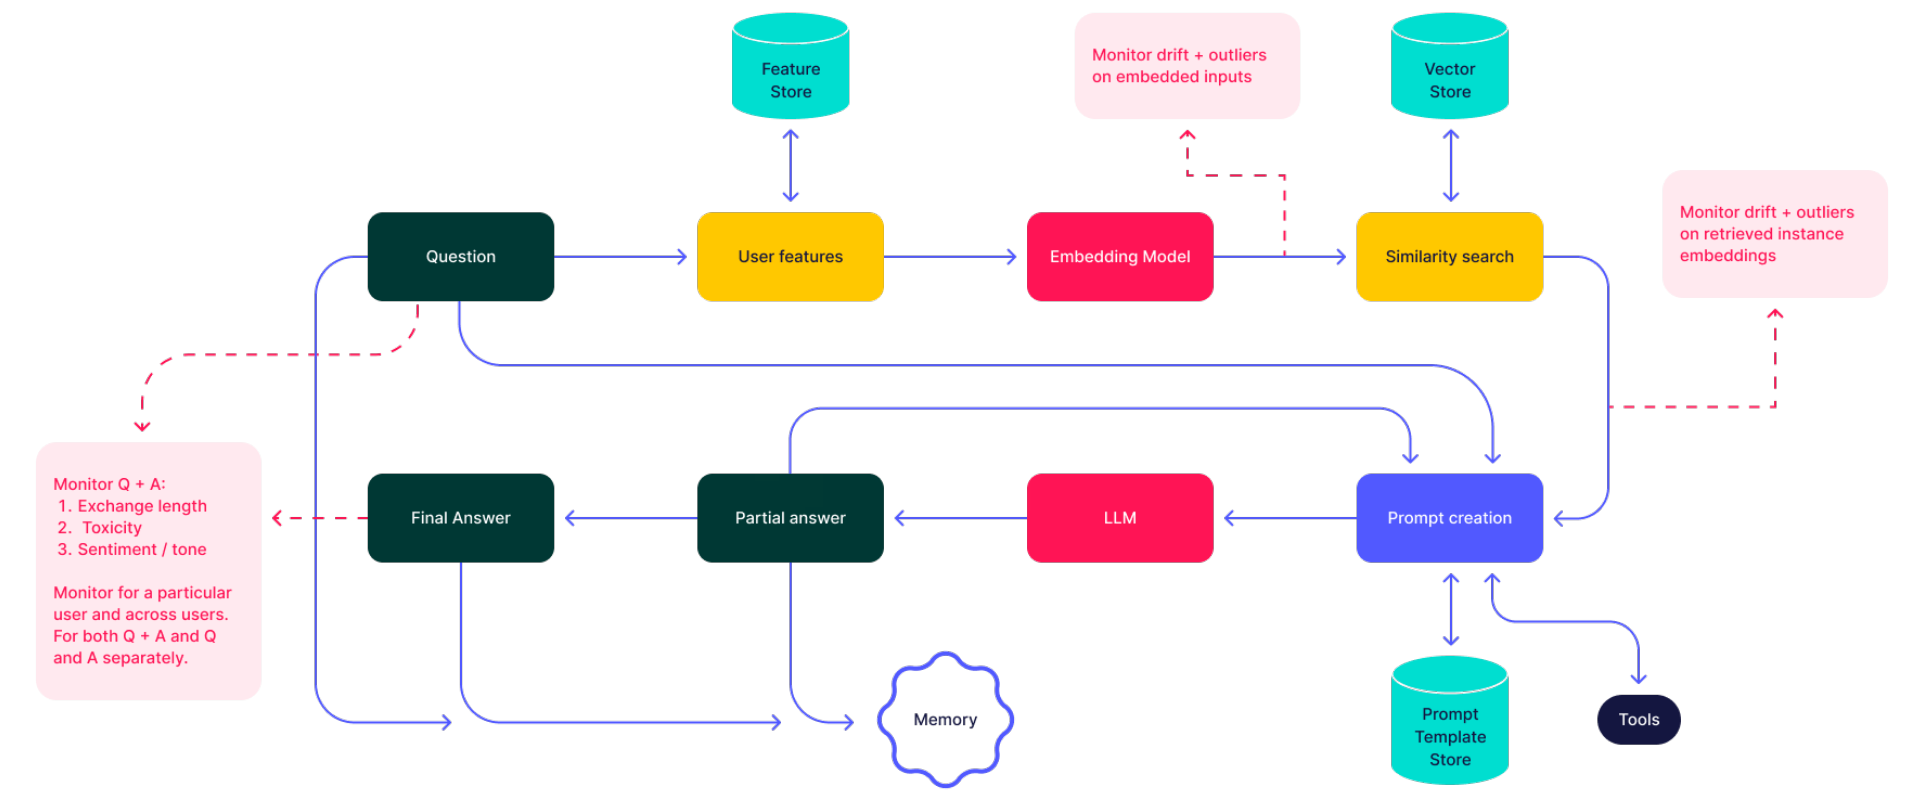 Feature
Store
Monitor drift + outliers
on embedded inputs
Vector
Store
Question
User features
Embedding Model
Similarity search
Monitor drift + outliers
on retrieved instance
embeddings
Monitor Q + A:
1. Exchange length
2. Toxicity
3. Sentiment / tone
Monitor for a particular
user and across users.
For both Q + A and Q
and A separately.
Final Answer
Partial answer
LLM
Prompt creation
Memory
Prompt
Template
Store
Tools